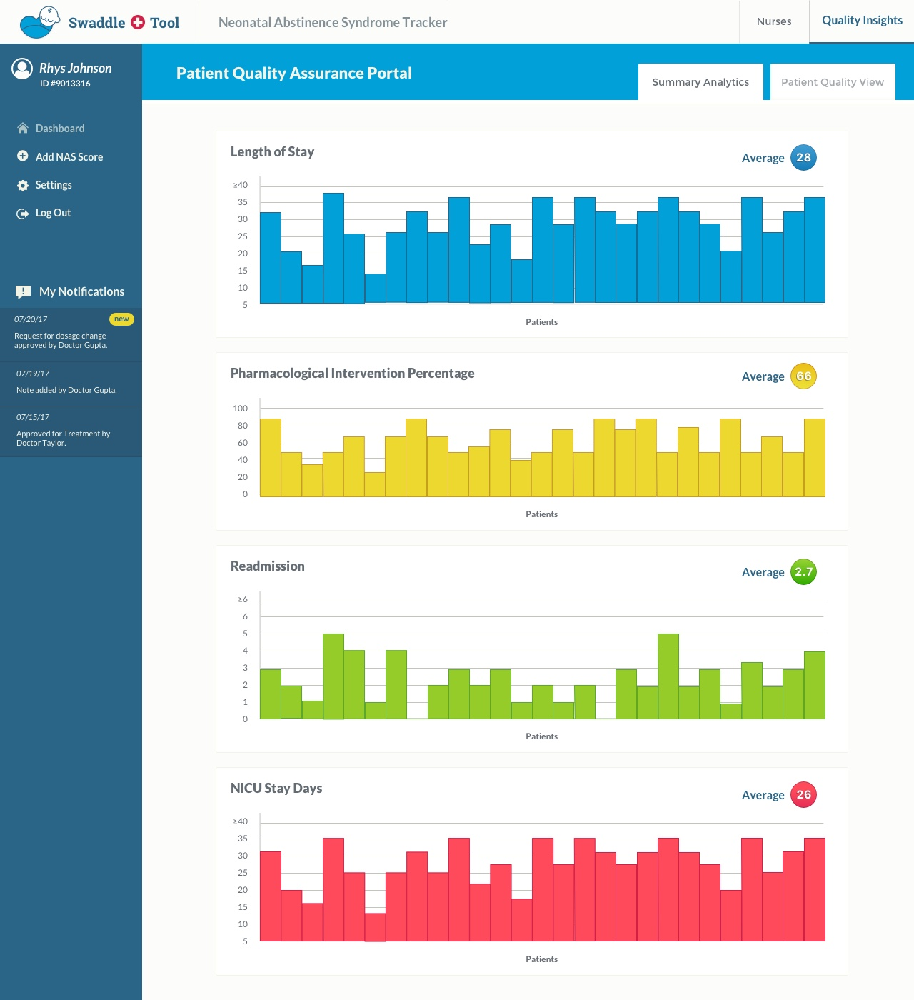 Swaddle Tool
Neonatal Abstinence Syndrome Tracker
Nurses
Quality Insights
Rhys Johnson
ID #9013316
Dashboard
Add NAS Score
Settings
Log Out
My Notifications
07/20/17
new
Request for dosage change
approved by Doctor Gupta.
07/19/17
Note added by Doctor Gupta.
07/15/17
Approved for Treatment by
Doctor Taylor.
Patient Quality Assurance Portal
Summary Analytics
Patient Quality View
Length of Stay
Average 28
≥40
35
30
25
20
15
10
5
Patients
Pharmacological Intervention Percentage
Average 66
100
80
60
40
20
0
Patients
Readmission
Average 2.7
≥6
6
5
4
3
2
1
0
Patients
NICU Stay Days
Average 26
≥40
35
30
25
20
15
10
5
Patients